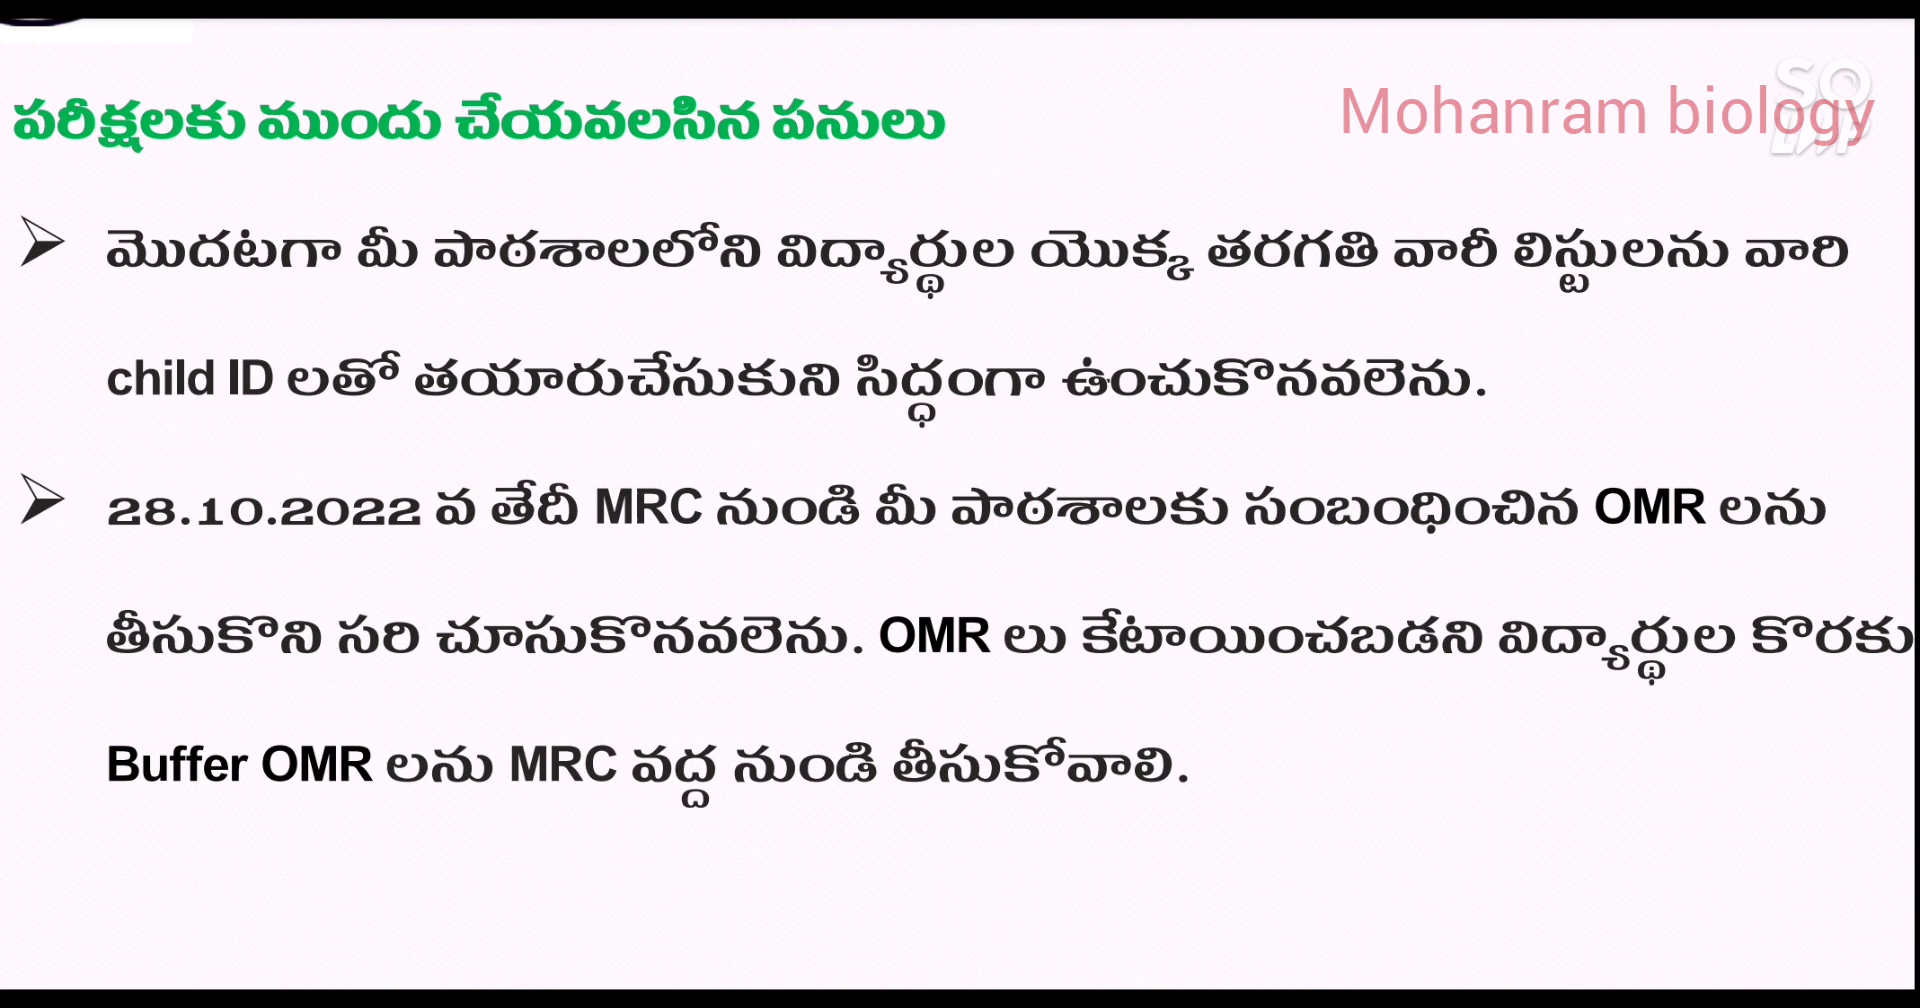 పరీక్షలకు ముందు చేయవలసిన పనులు
Mohanram biology
మొదటగా మీ పాఠశాలలోని విద్యార్థుల యొక్క తరగతి వారీ లిస్టులను వారి
child ID లతో తయారుచేసుకుని సిద్ధంగా ఉంచుకొనవలెను.
28.10.2022 వ తేదీ MRC నుండి మీ పాఠశాలకు సంబంధించిన OMR లను
తీసుకొని సరి చూసుకొనవలెను. OMR లు కేటాయించబడని విద్యార్థుల కొరకు
Buffer OMR లను MRC వద్ద నుండి తీసుకోవాలి.